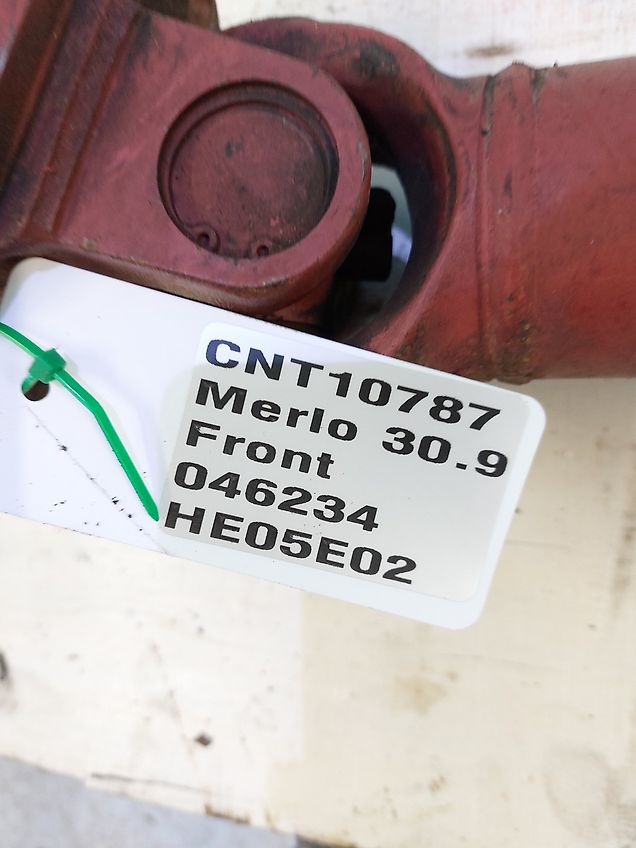 CNT10787
Merlo 30.9
Front
046234
HE05E02